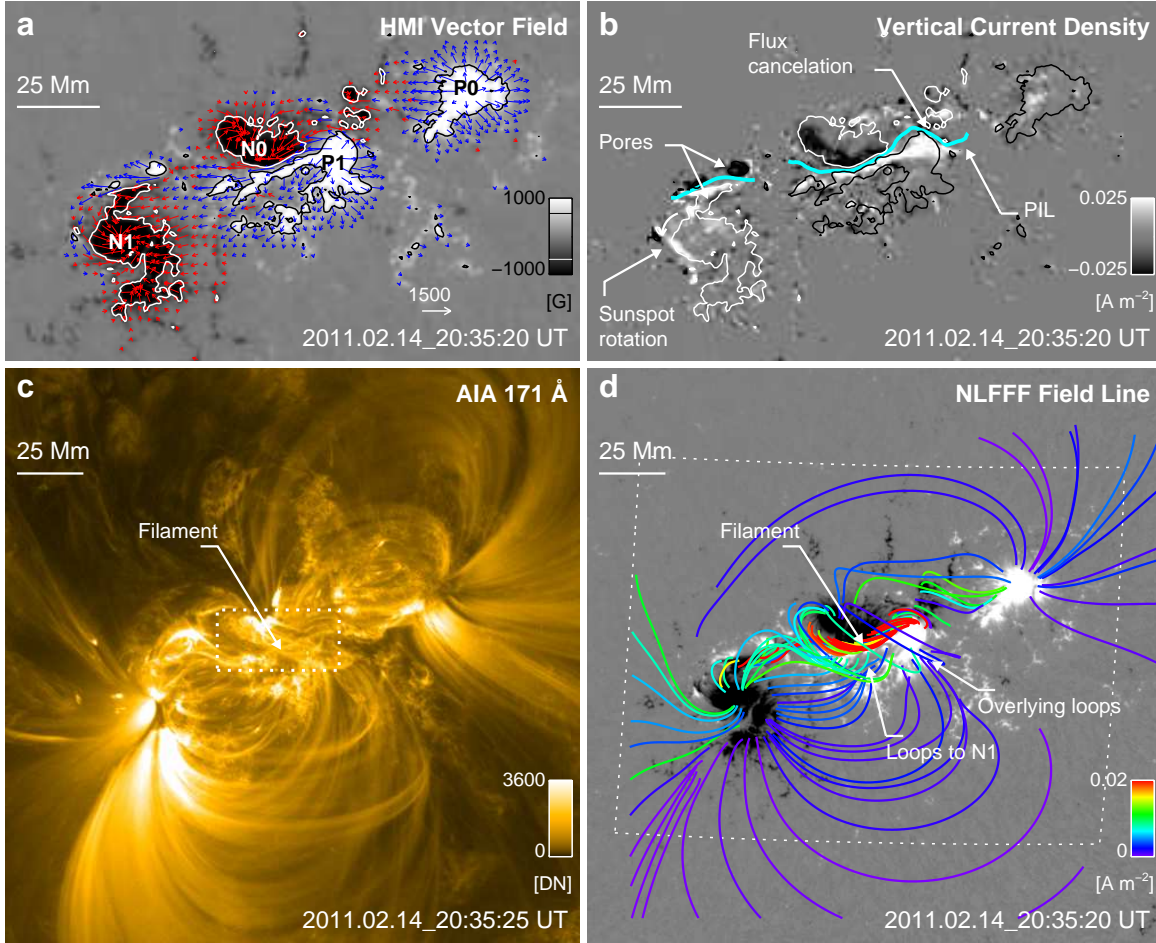 a
HMI Vector Field
25 Mm
P0
N0
P1
N1
1000
−1000
[G]
1500
2011.02.14_20:35:20 UT
b
Vertical Current Density
25 Mm
Flux
cancelation
Pores
PIL
0.025
−0.025
[A m⁻²]
Sunspot
rotation
2011.02.14_20:35:20 UT
c
AIA 171 Å
25 Mm
Filament
3600
0
[DN]
2011.02.14_20:35:25 UT
d
NLFFF Field Line
25 Mm
Filament
Overlying loops
Loops to N1
0.02
0
[A m⁻²]
2011.02.14_20:35:20 UT